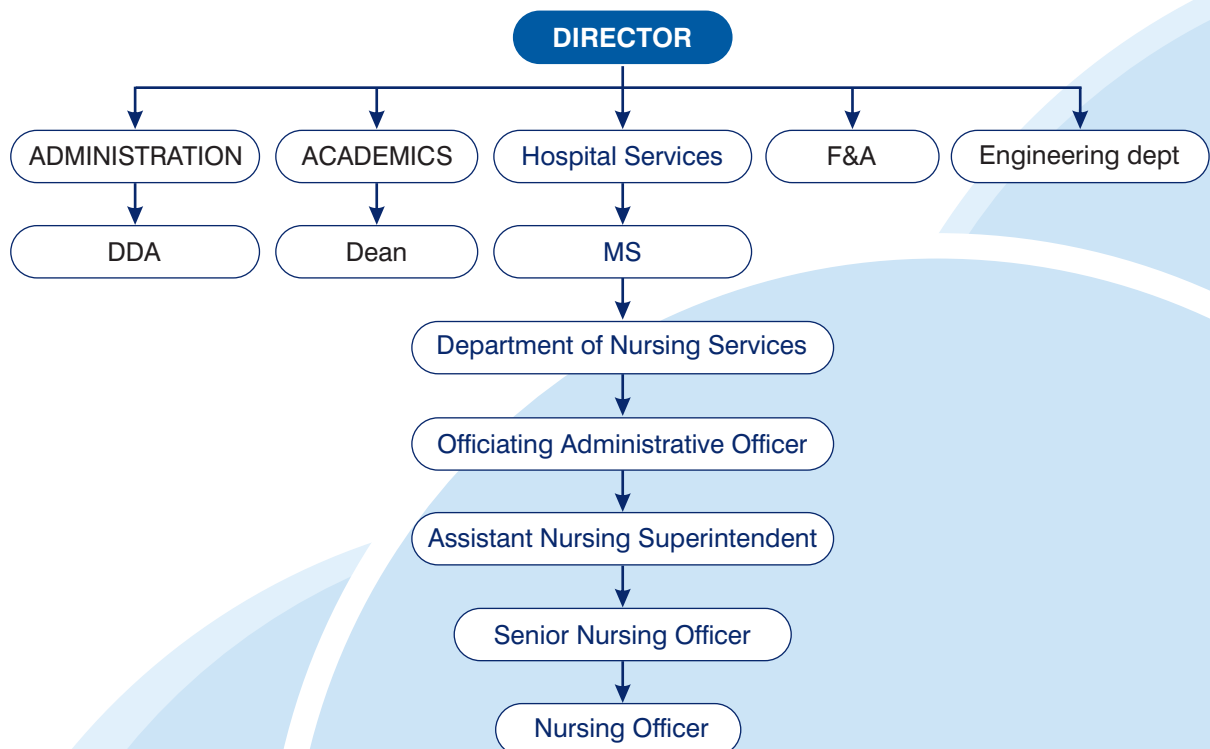 DIRECTOR
ADMINISTRATION
ACADEMICS
Hospital Services
F&A
Engineering dept
DDA
Dean
MS
Department of Nursing Services
Officiating Administrative Officer
Assistant Nursing Superintendent
Senior Nursing Officer
Nursing Officer